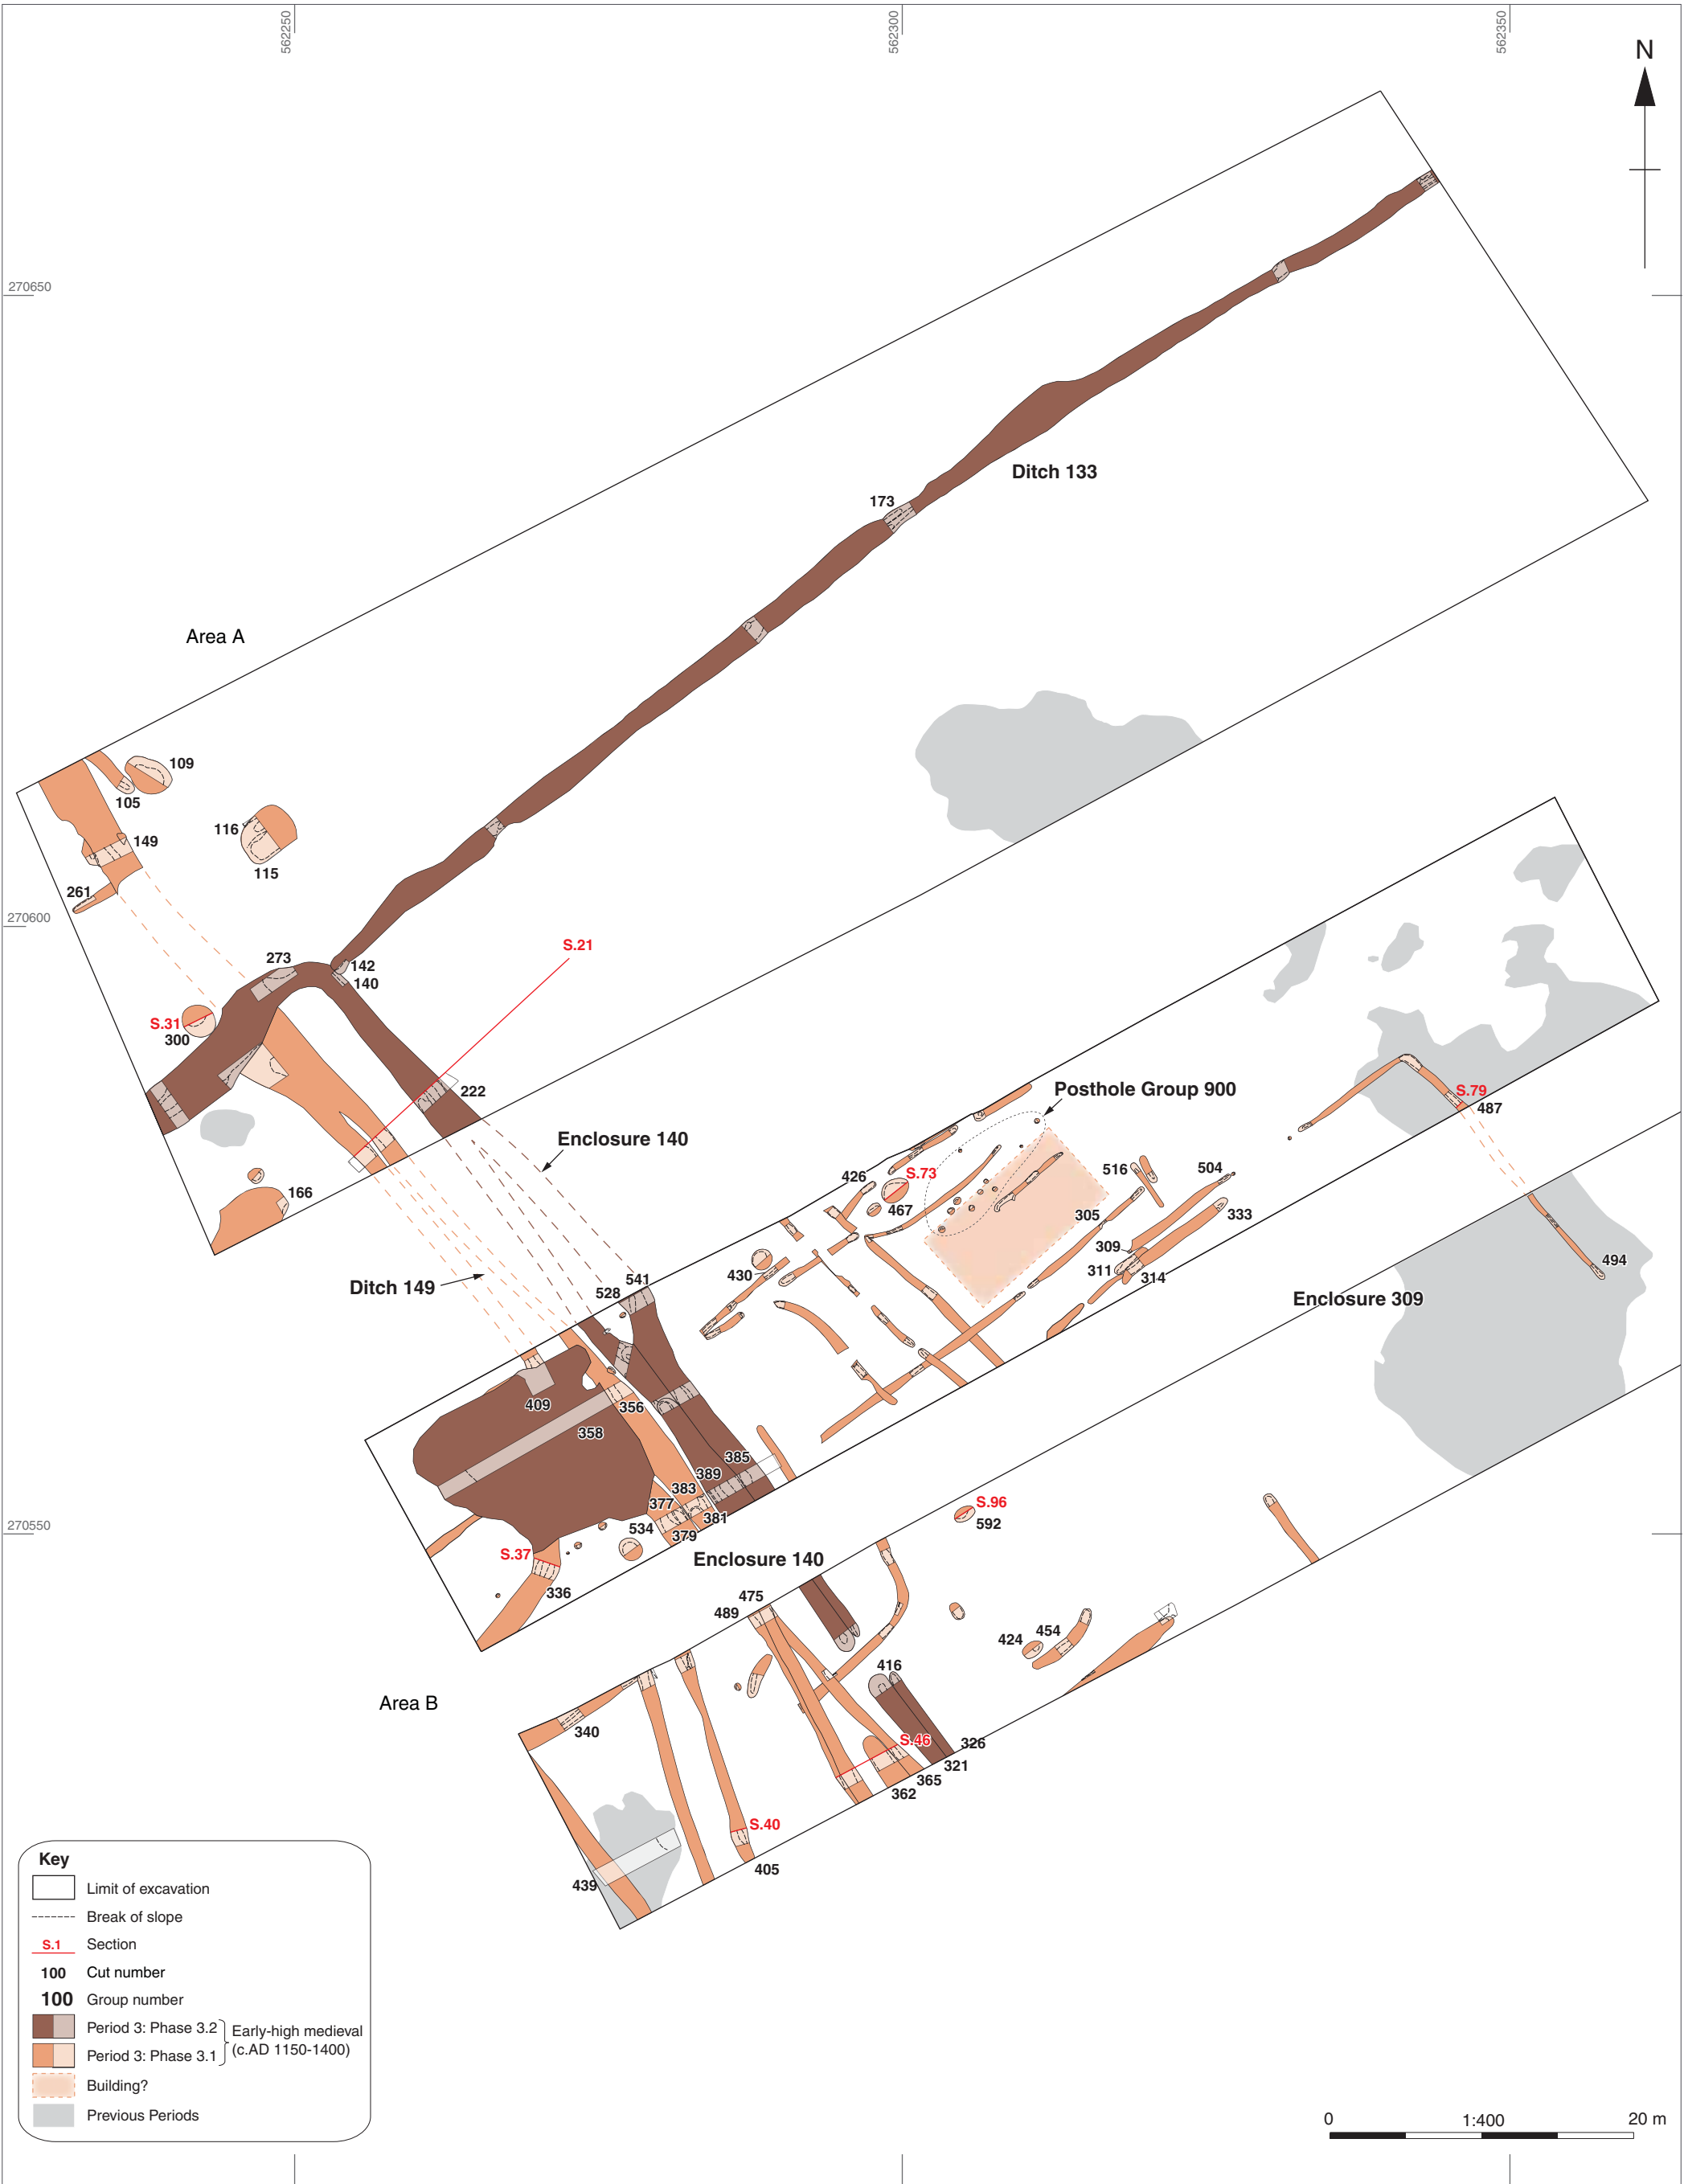 562250
562300
562350
N
270650
Ditch 133
173
Area A
109
105
116
149
115
261
270600
S.21
273
142
140
S.31
300
222
Posthole Group 900
S.79
487
Enclosure 140
426
S.73
516
504
166
467
305
333
309
430
311
314
494
541
Ditch 149
528
Enclosure 309
409
356
358
385
389
383
377
S.96
381
534
592
379
270550
S.37
Enclosure 140
336
475
489
454
424
416
Area B
340
S.46
326
321
365
362
S.40
405
439
Key
Limit of excavation
Break of slope
S.1 Section
100 Cut number
100 Group number
Period 3: Phase 3.2
Early-high medieval
(c.AD 1150-1400)
Period 3: Phase 3.1
Building?
Previous Periods
0 1:400 20 m